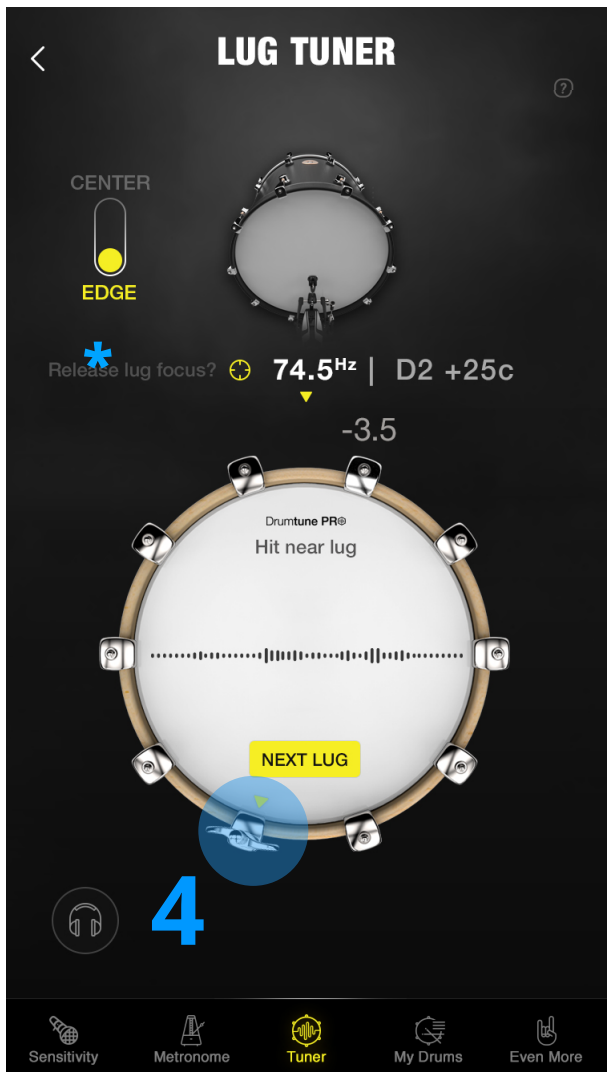 LUG TUNER
?
CENTER
EDGE
*
Release lug focus? 74.5Hz | D2 +25c
-3.5
Drumtune PRO
Hit near lug
NEXT LUG
4
Sensitivity Metronome Tuner My Drums Even More